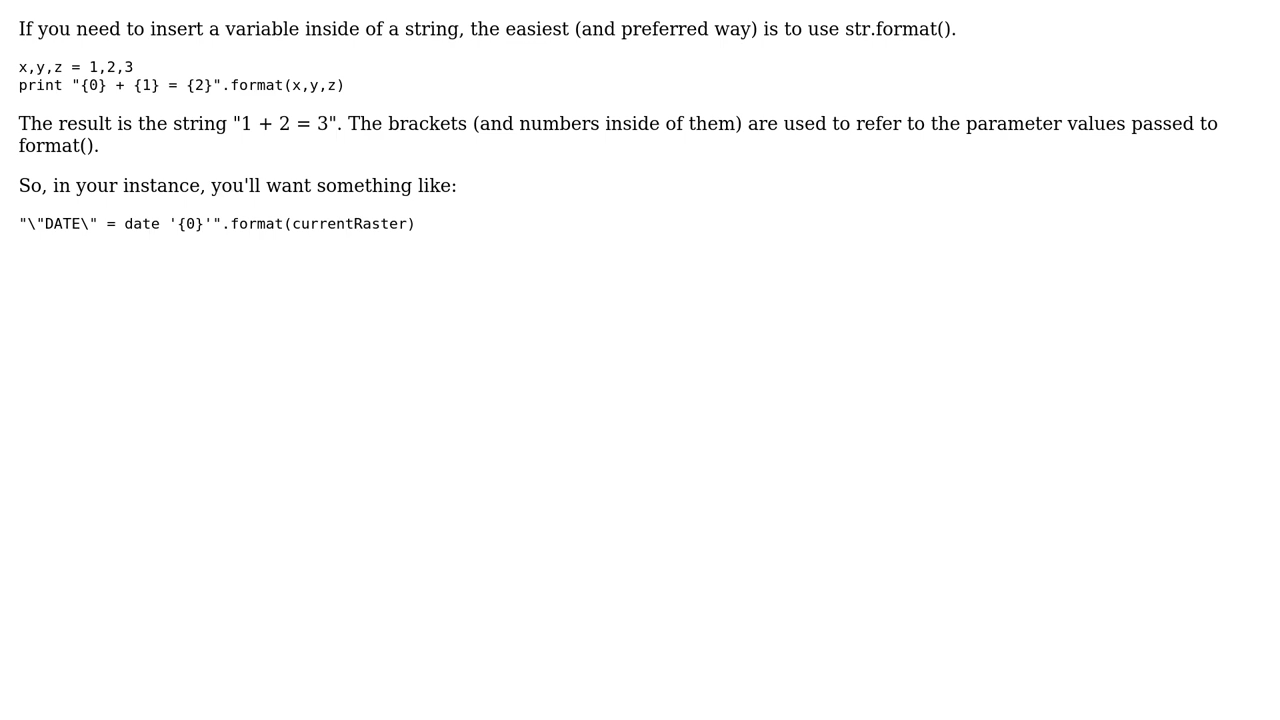 If you need to insert a variable inside of a string, the easiest (and preferred way) is to use str.format().
x,y,z = 1,2,3
print "{0} + {1} = {2}".format(x,y,z)
The result is the string "1 + 2 = 3". The brackets (and numbers inside of them) are used to refer to the parameter values passed to
format().
So, in your instance, you'll want something like:
"\"DATE\" = date '{0}'".format(currentRaster)